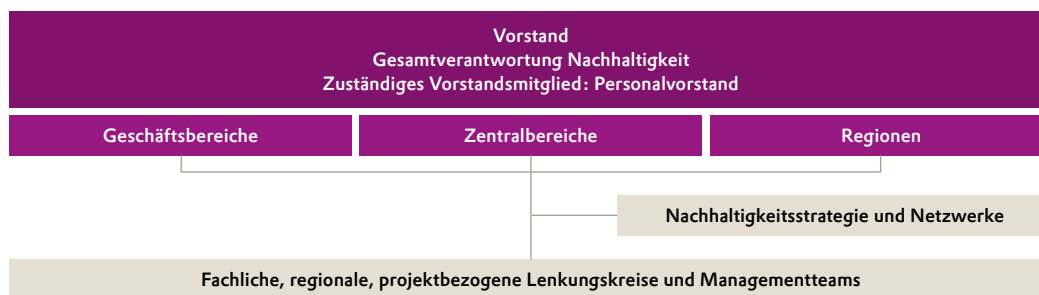 Vorstand
Gesamtverantwortung Nachhaltigkeit
Zuständiges Vorstandsmitglied: Personalvorstand
Geschäftsbereiche
Zentralbereiche
Regionen
Nachhaltigkeitsstrategie und Netzwerke
Fachliche, regionale, projektbezogene Lenkungskreise und Managementteams